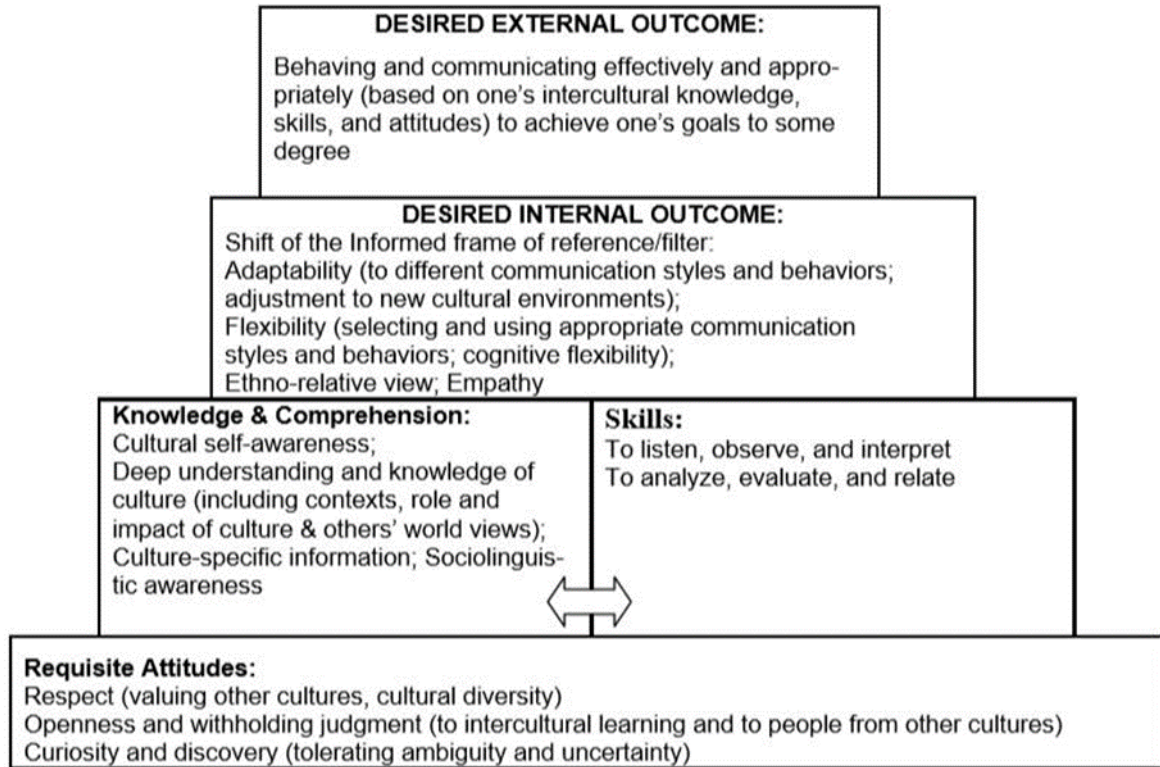 DESIRED EXTERNAL OUTCOME:
Behaving and communicating effectively and appro-
priately (based on one's intercultural knowledge,
skills, and attitudes) to achieve one's goals to some
degree
DESIRED INTERNAL OUTCOME:
Shift of the Informed frame of reference/filter:
Adaptability (to different communication styles and behaviors;
adjustment to new cultural environments);
Flexibility (selecting and using appropriate communication
styles and behaviors; cognitive flexibility);
Ethno-relative view; Empathy
Knowledge & Comprehension:
Cultural self-awareness;
Deep understanding and knowledge of
culture (including contexts, role and
impact of culture & others' world views);
Culture-specific information; Sociolinguis-
tic awareness
Skills:
To listen, observe, and interpret
To analyze, evaluate, and relate
Requisite Attitudes:
Respect (valuing other cultures, cultural diversity)
Openness and withholding judgment (to intercultural learning and to people from other cultures)
Curiosity and discovery (tolerating ambiguity and uncertainty)